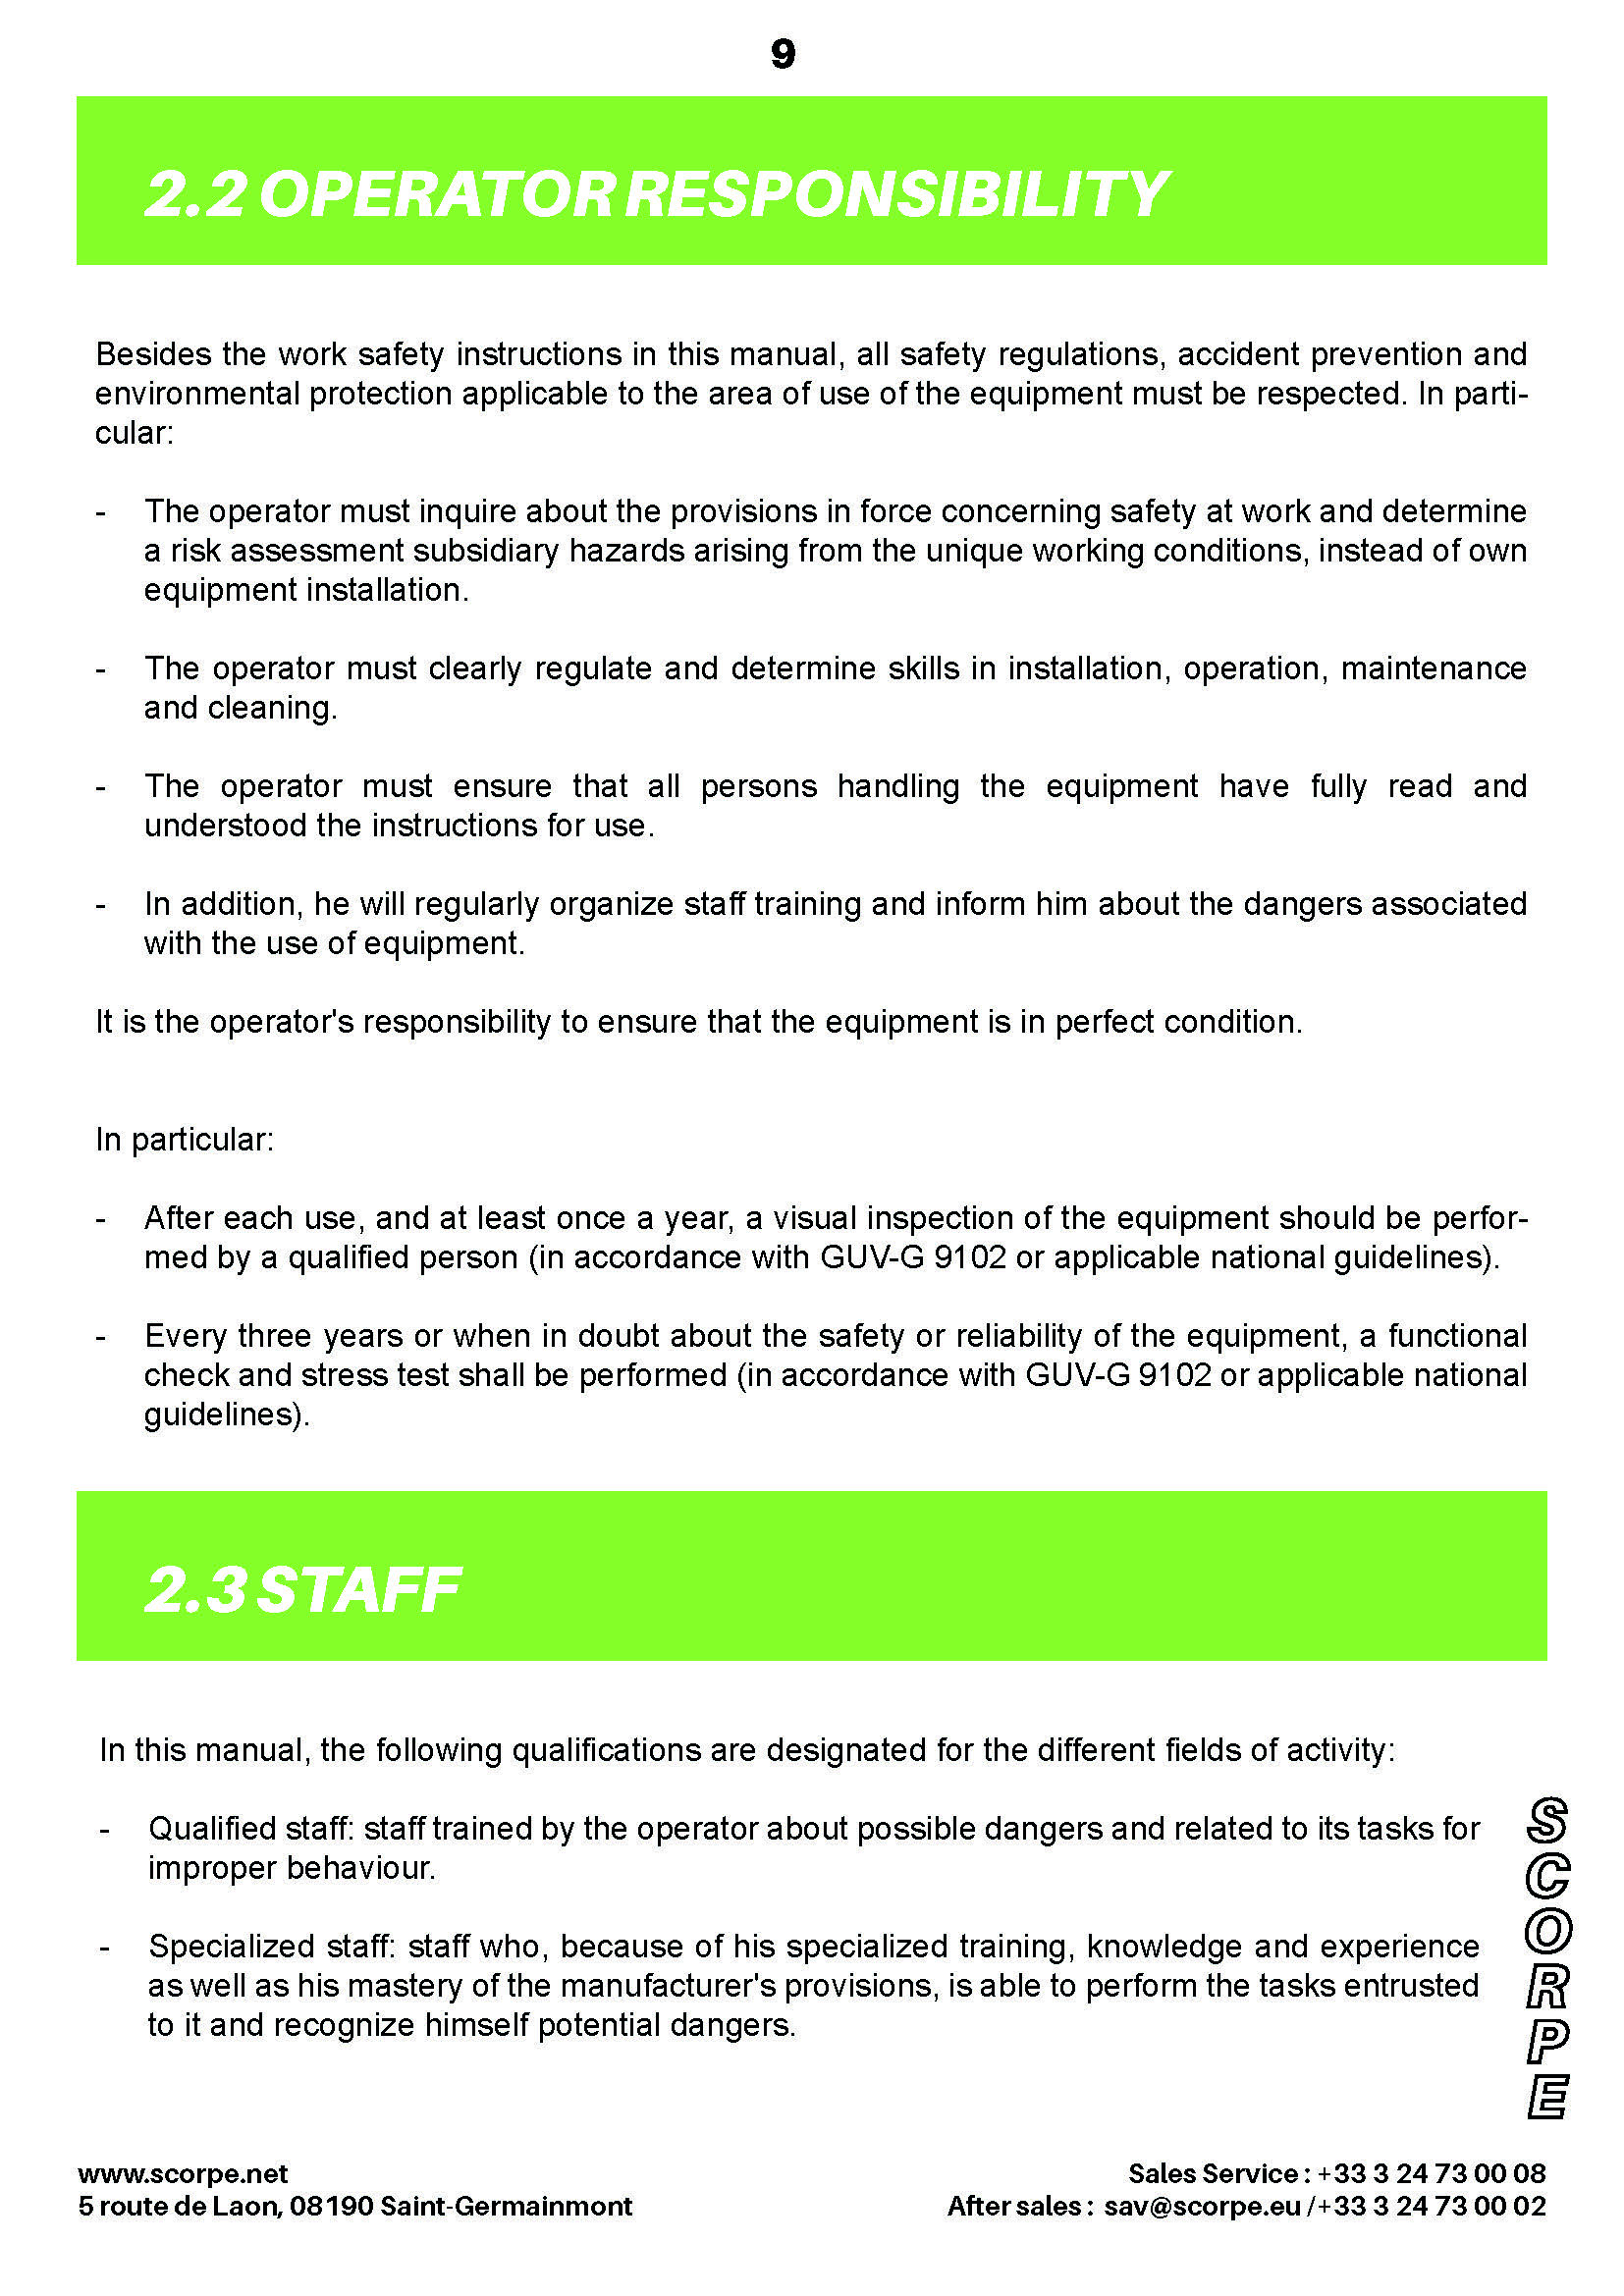 9
2.2 OPERATOR RESPONSIBILITY
Besides the work safety instructions in this manual, all safety regulations, accident prevention and
environmental protection applicable to the area of use of the equipment must be respected. In parti-
cular:
- The operator must inquire about the provisions in force concerning safety at work and determine
a risk assessment subsidiary hazards arising from the unique working conditions, instead of own
equipment installation.
- The operator must clearly regulate and determine skills in installation, operation, maintenance
and cleaning.
- The operator must ensure that all persons handling the equipment have fully read and
understood the instructions for use.
- In addition, he will regularly organize staff training and inform him about the dangers associated
with the use of equipment.
It is the operator's responsibility to ensure that the equipment is in perfect condition.
In particular:
- After each use, and at least once a year, a visual inspection of the equipment should be perfor-
med by a qualified person (in accordance with GUV-G 9102 or applicable national guidelines).
- Every three years or when in doubt about the safety or reliability of the equipment, a functional
check and stress test shall be performed (in accordance with GUV-G 9102 or applicable national
guidelines).
2.3 STAFF
In this manual, the following qualifications are designated for the different fields of activity:
- Qualified staff: staff trained by the operator about possible dangers and related to its tasks for
improper behaviour.
- Specialized staff: staff who, because of his specialized training, knowledge and experience
as well as his mastery of the manufacturer's provisions, is able to perform the tasks entrusted
to it and recognize himself potential dangers.
SCORPE
www.scorpe.net
5 route de Laon, 08190 Saint-Germainmont
Sales Service : +33 3 24 73 00 08
After sales : sav@scorpe.eu /+33 3 24 73 00 02